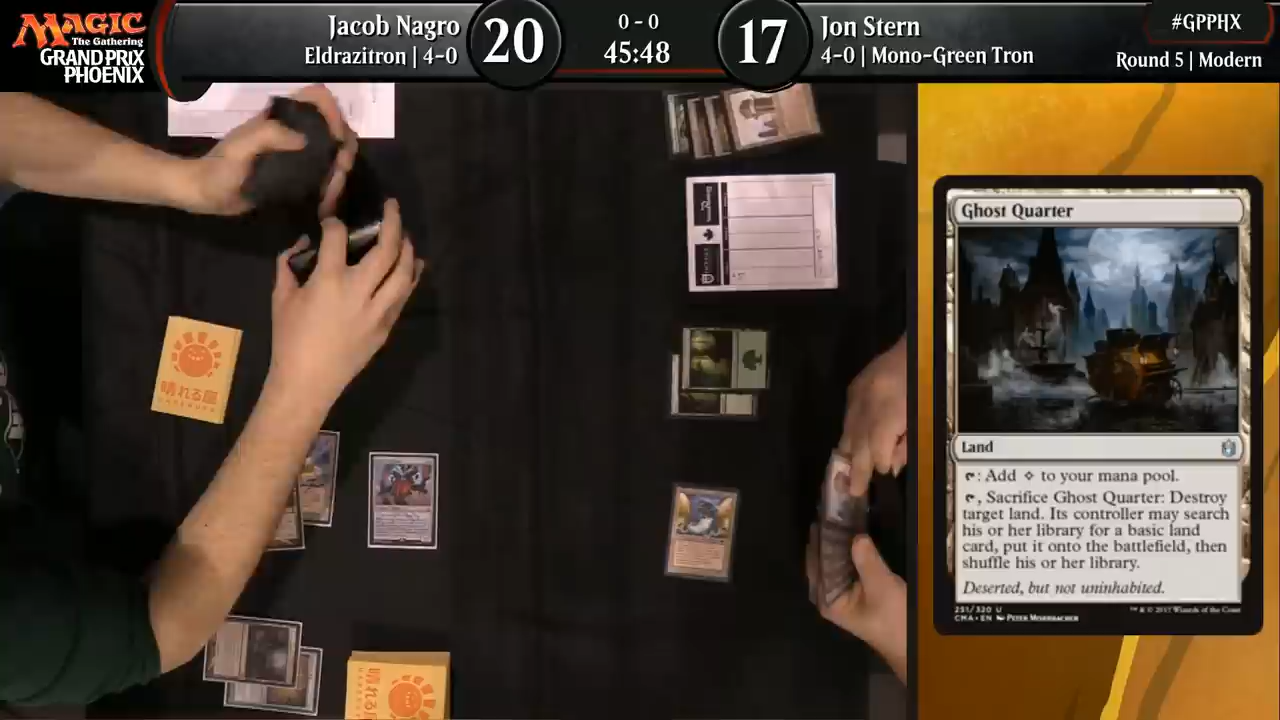 MAGIC
The Gathering
GRAND PRIX
PHOENIX
Jacob Nagro
Eldrazitron | 4-0
20
0 - 0
45:48
17
Jon Stern
4-0 | Mono-Green Tron
#GPPHX
Round 5 | Modern
Ghost Quarter
Land
: Add to your mana pool.
, Sacrifice Ghost Quarter: Destroy
target land. Its controller may search
his or her library for a basic land
card, put it onto the battlefield, then
shuffle his or her library.
Deserted, but not uninhabited.
251/320 U
CMA • EN
晴れる屋
晴れる屋